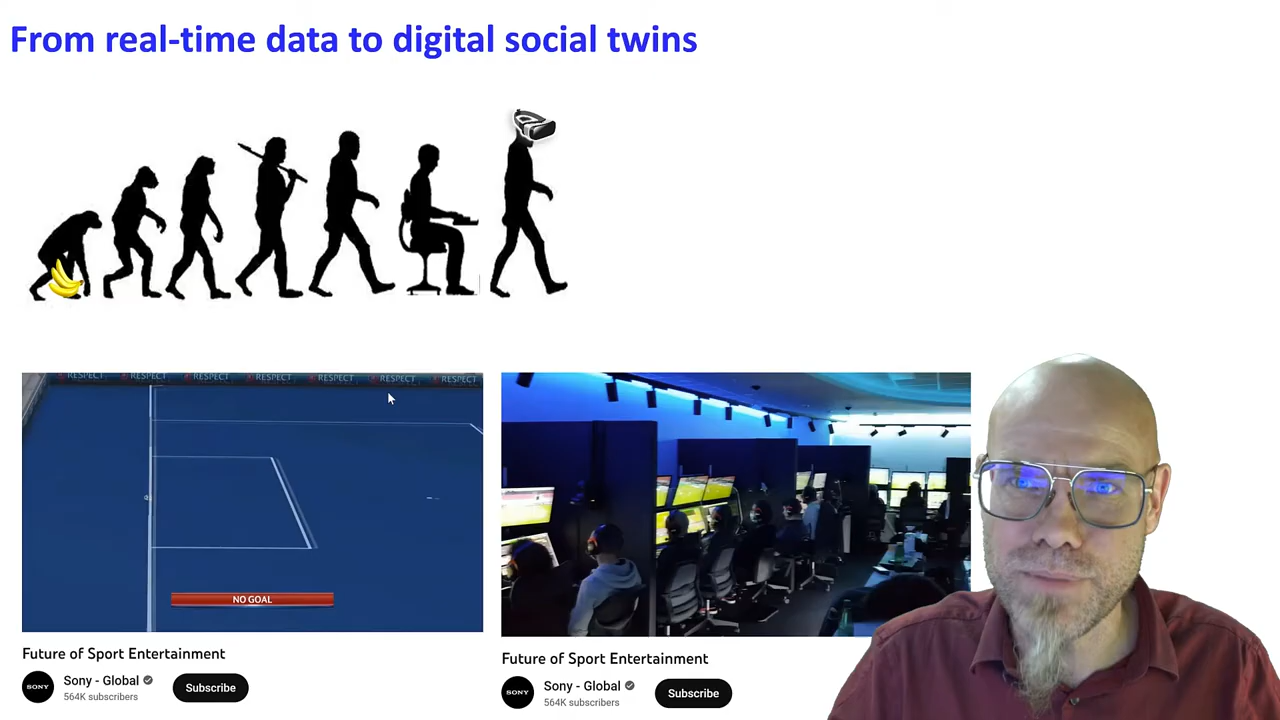 From real-time data to digital social twins
RESPECT RESPECT RESPECT RESPECT RESPECT RESPECT RESPECT
NO GOAL
Future of Sport Entertainment
SONY
Sony - Global
564K subscribers
Subscribe
Future of Sport Entertainment
SONY
Sony - Global
564K subscribers
Subscribe